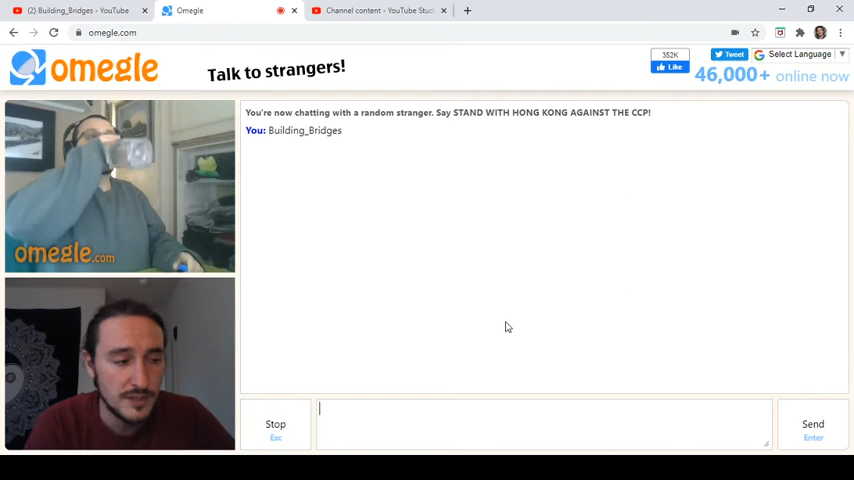 (2) Building_Bridges - YouTube
Omegle
Channel content - YouTube Stud
omegle.com
omegle
Talk to strangers!
352K
Like
Tweet
Select Language
46,000+ online now
You're now chatting with a random stranger. Say STAND WITH HONG KONG AGAINST THE CCP!
You: Building_Bridges
omegle.com
Stop
Esc
Send
Enter